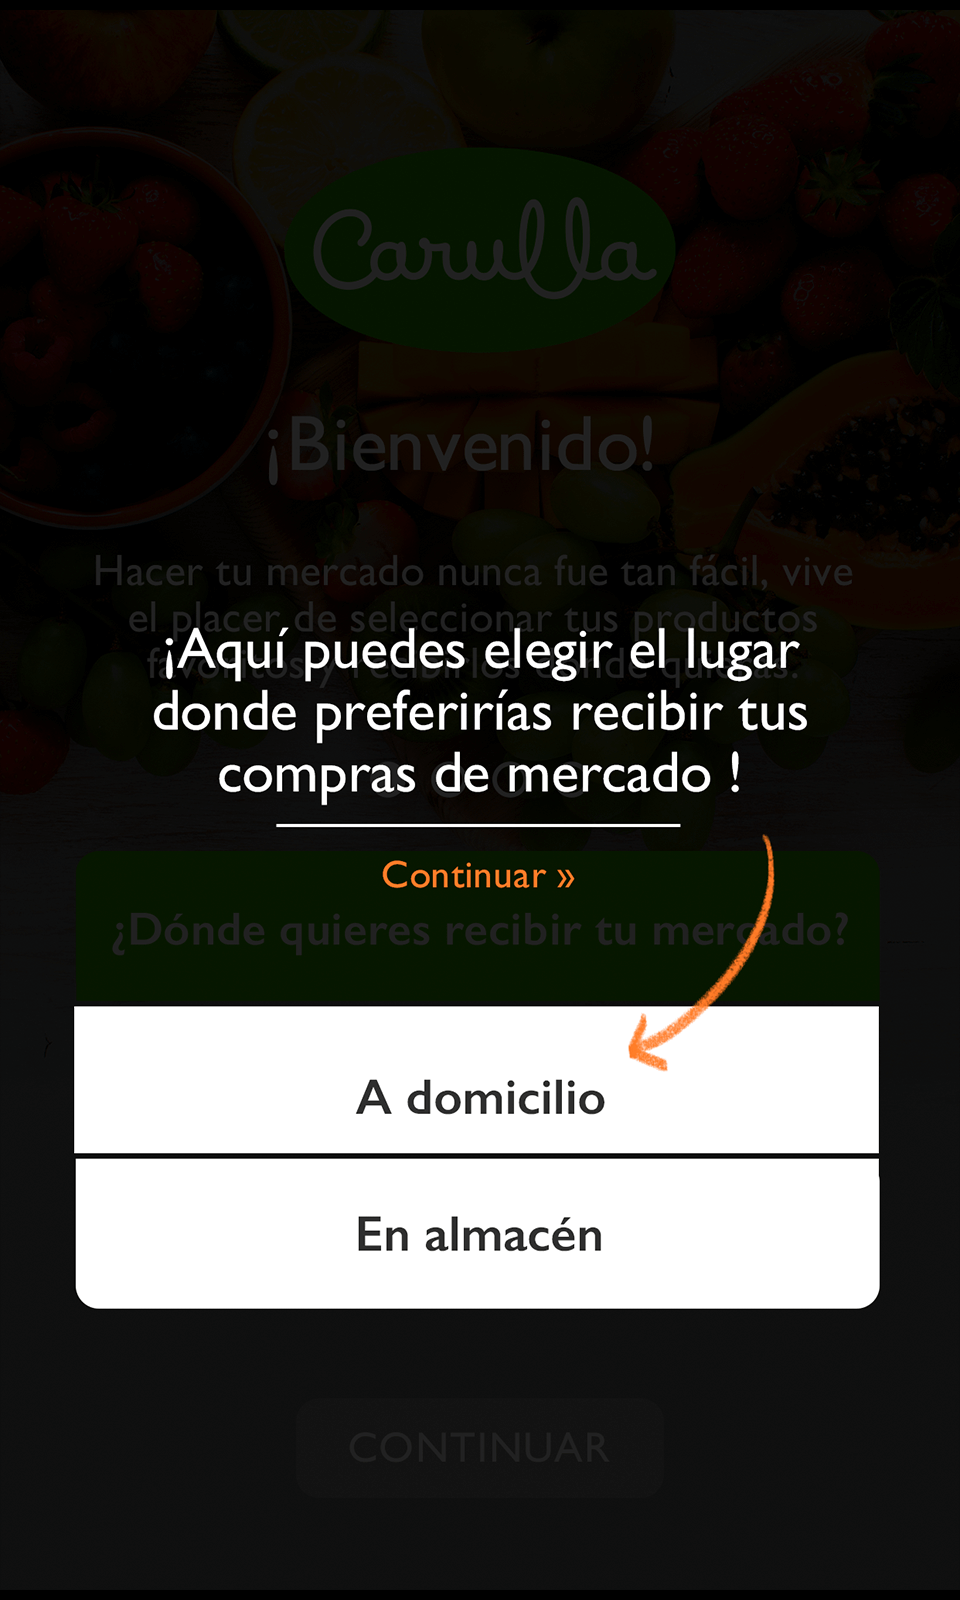 Carulla
¡Bienvenido!
Hacer tu mercado nunca fue tan fácil, vive
el placer de seleccionar tus productos
favoritos y recibirlos donde quieras.
¡Aquí puedes elegir el lugar
donde preferirías recibir tus
compras de mercado !
Continuar »
¿Dónde quieres recibir tu mercado?
A domicilio
En almacén
CONTINUAR